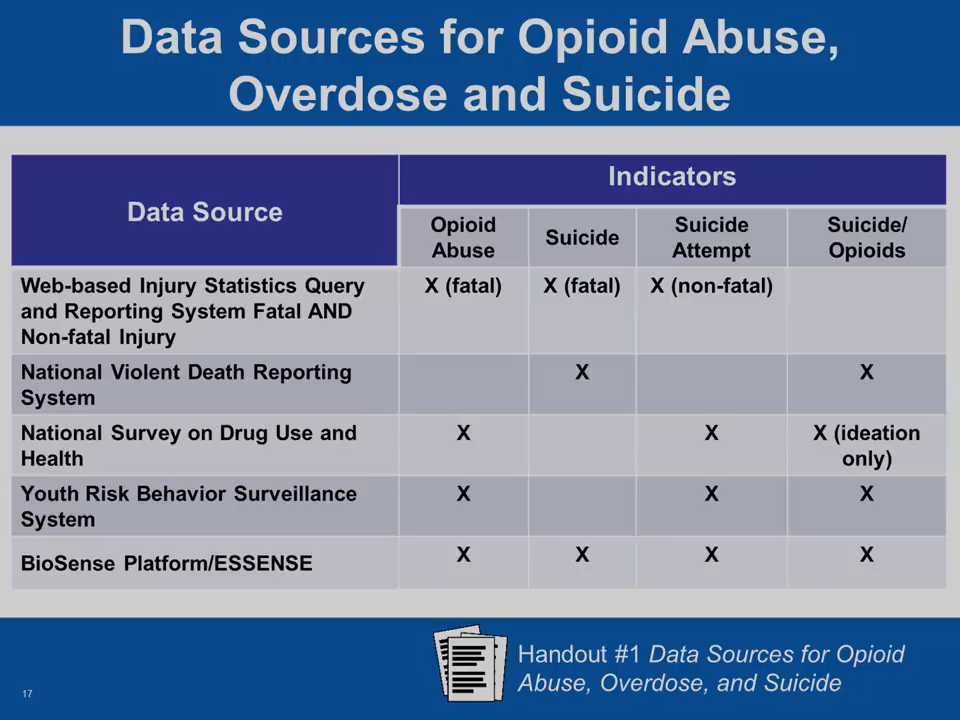 Data Sources for Opioid Abuse,
Overdose and Suicide
Data Source
Indicators
Opioid
Abuse
Suicide
Suicide
Attempt
Suicide/
Opioids
Web-based Injury Statistics Query
and Reporting System Fatal AND
Non-fatal Injury
X (fatal)
X (fatal)
X (non-fatal)
National Violent Death Reporting
System
X
X
National Survey on Drug Use and
Health
X
X
X (ideation
only)
Youth Risk Behavior Surveillance
System
X
X
X
BioSense Platform/ESSENSE
X
X
X
X
Handout #1 Data Sources for Opioid
Abuse, Overdose, and Suicide
17